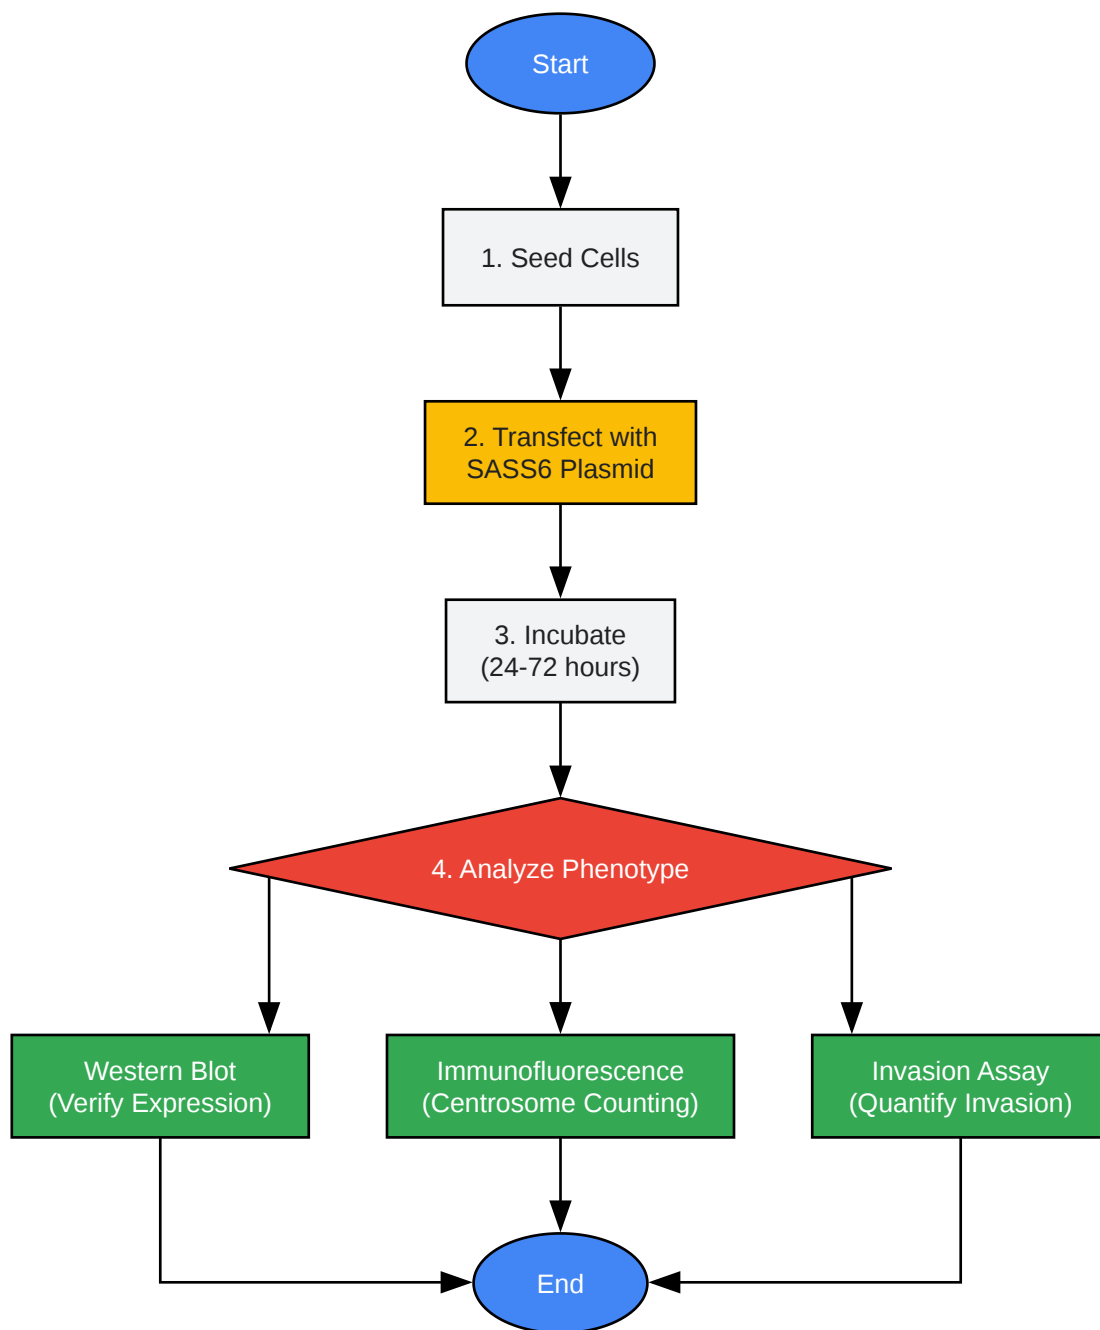 Start
1. Seed Cells
2. Transfect with
SASS6 Plasmid
3. Incubate
(24-72 hours)
4. Analyze Phenotype
Western Blot
(Verify Expression)
Immunofluorescence
(Centrosome Counting)
Invasion Assay
(Quantify Invasion)
End